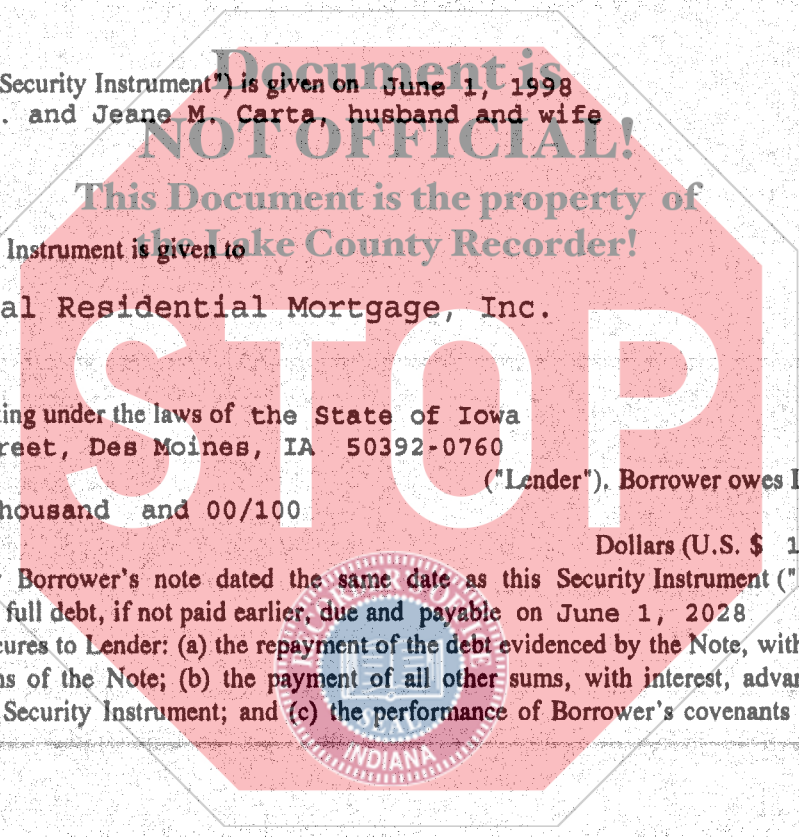 Document is
Security Instrument") is given on June 1, 1998
. and Jeane M. Carta, husband and wife
NOT OFFICIAL!
This Document is the property of
the Lake County Recorder!
Instrument is given to
al Residential Mortgage, Inc.
STOP
ing under the laws of the State of Iowa
reet, Des Moines, IA 50392-0760
("Lender"). Borrower owes L
housand and 00/100
Dollars (U.S. $ 1
Borrower's note dated the same date as this Security Instrument ("
full debt, if not paid earlier, due and payable on June 1, 2028
ures to Lender: (a) the repayment of the debt evidenced by the Note, with
ns of the Note; (b) the payment of all other sums, with interest, advan
Security Instrument; and (c) the performance of Borrower's covenants
SEAL
INDIANA